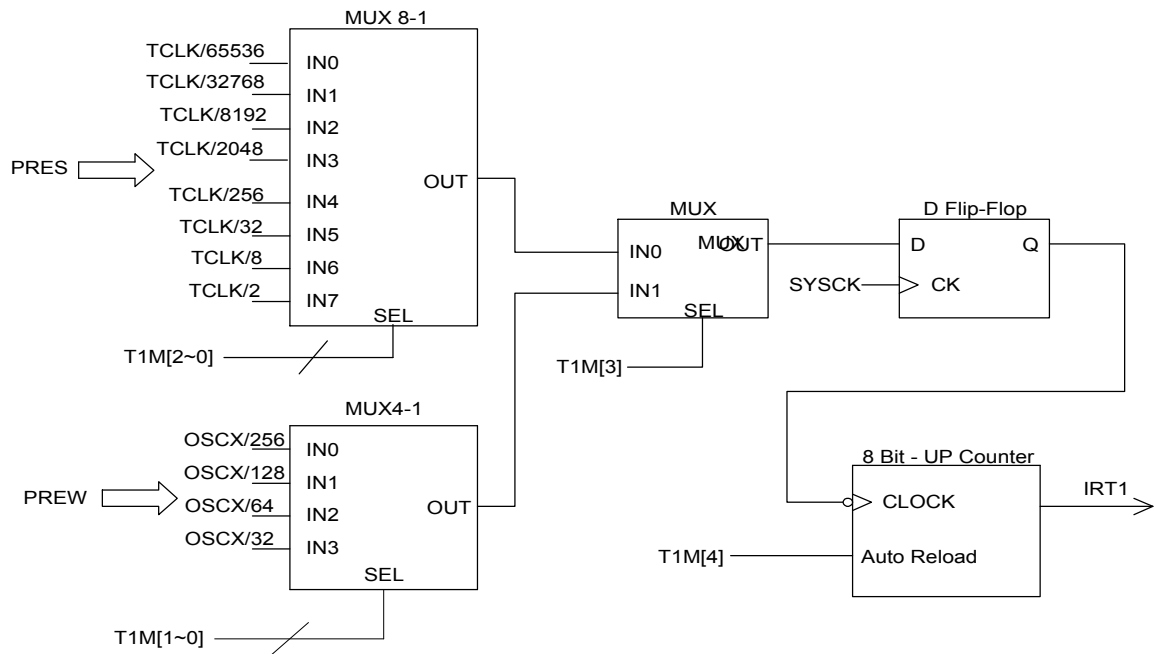 MUX 8-1
TCLK/65536
IN0
TCLK/32768
IN1
TCLK/8192
IN2
TCLK/2048
IN3
PRES
OUT
TCLK/256
IN4
TCLK/32
IN5
TCLK/8
IN6
TCLK/2
IN7
SEL
T1M[2~0]
MUX
MUX
OUT
IN0
IN1
SEL
T1M[3]
D Flip-Flop
D
Q
SYSCK
CK
MUX4-1
OSCX/256
IN0
OSCX/128
IN1
PREW
OSCX/64
IN2
OUT
OSCX/32
IN3
SEL
T1M[1~0]
8 Bit - UP Counter
CLOCK
IRT1
T1M[4]
Auto Reload